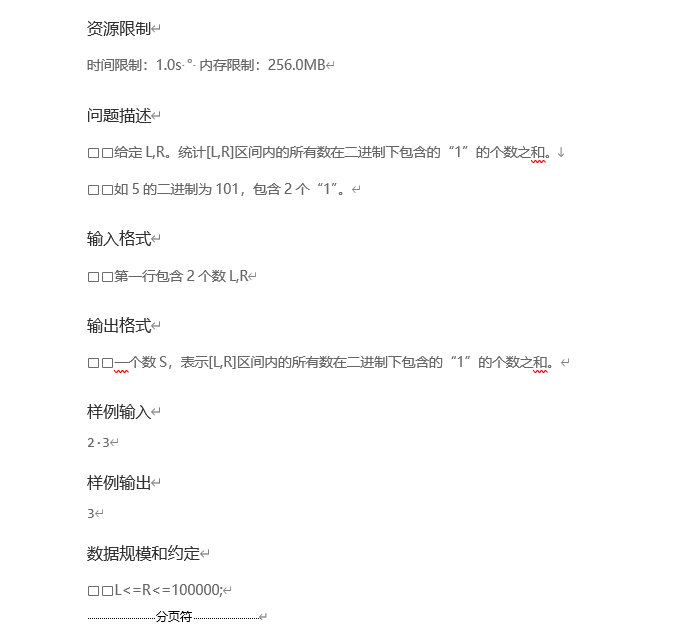 资源限制
时间限制：1.0s 内存限制：256.0MB
问题描述
给定 L,R。统计[L,R]区间内的所有数在二进制下包含的“1”的个数之和。
如 5 的二进制为 101，包含 2 个“1”。
输入格式
第一行包含 2 个数 L,R
输出格式
一个数 S，表示[L,R]区间内的所有数在二进制下包含的“1”的个数之和。
样例输入
2 3
样例输出
3
数据规模和约定
L<=R<=100000;
分页符